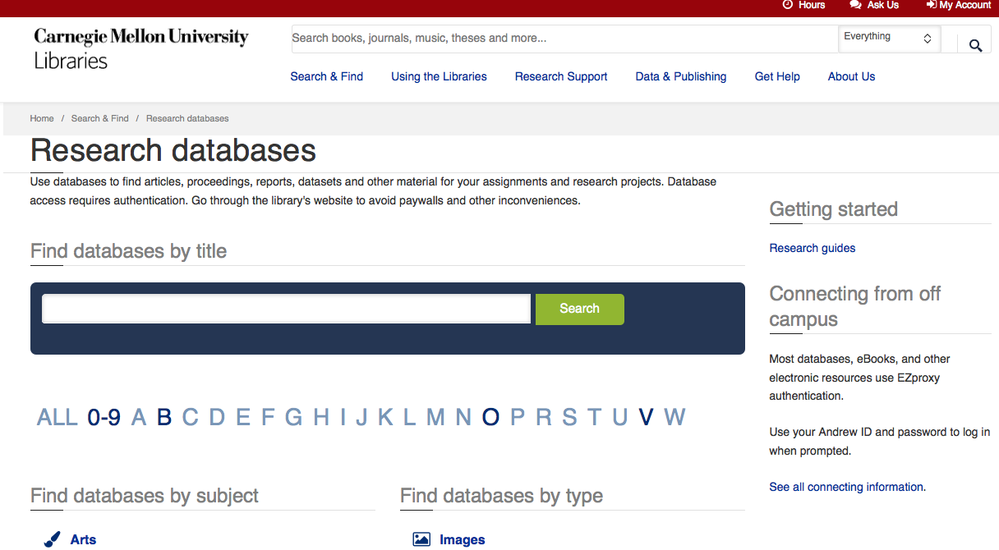 Hours Ask Us My Account
Carnegie Mellon University
Libraries
Search books, journals, music, theses and more...
Everything
Search & Find Using the Libraries Research Support Data & Publishing Get Help About Us
Home / Search & Find / Research databases
Research databases
Use databases to find articles, proceedings, reports, datasets and other material for your assignments and research projects. Database
access requires authentication. Go through the library's website to avoid paywalls and other inconveniences.
Find databases by title
Search
ALL 0-9 A B C D E F G H I J K L M N O P R S T U V W
Find databases by subject
Arts
Find databases by type
Images
Getting started
Research guides
Connecting from off
campus
Most databases, eBooks, and other
electronic resources use EZproxy
authentication.
Use your Andrew ID and password to log in
when prompted.
See all connecting information.